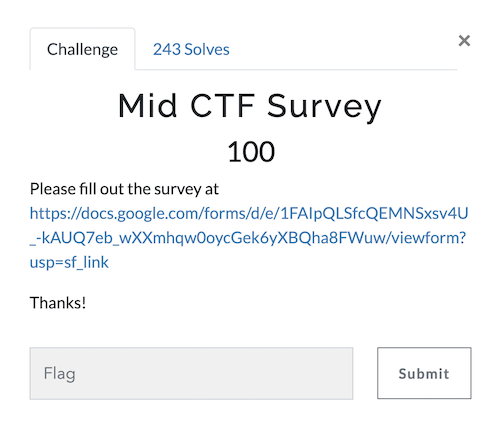 Challenge
243 Solves
×
Mid CTF Survey
100
Please fill out the survey at
https://docs.google.com/forms/d/e/1FAIpQLSfcQEMNSxsv4U
_-kAUQ7eb_wXXmhqw0oycGek6yXBQha8FWuw/viewform?
usp=sf_link
Thanks!
Flag
Submit